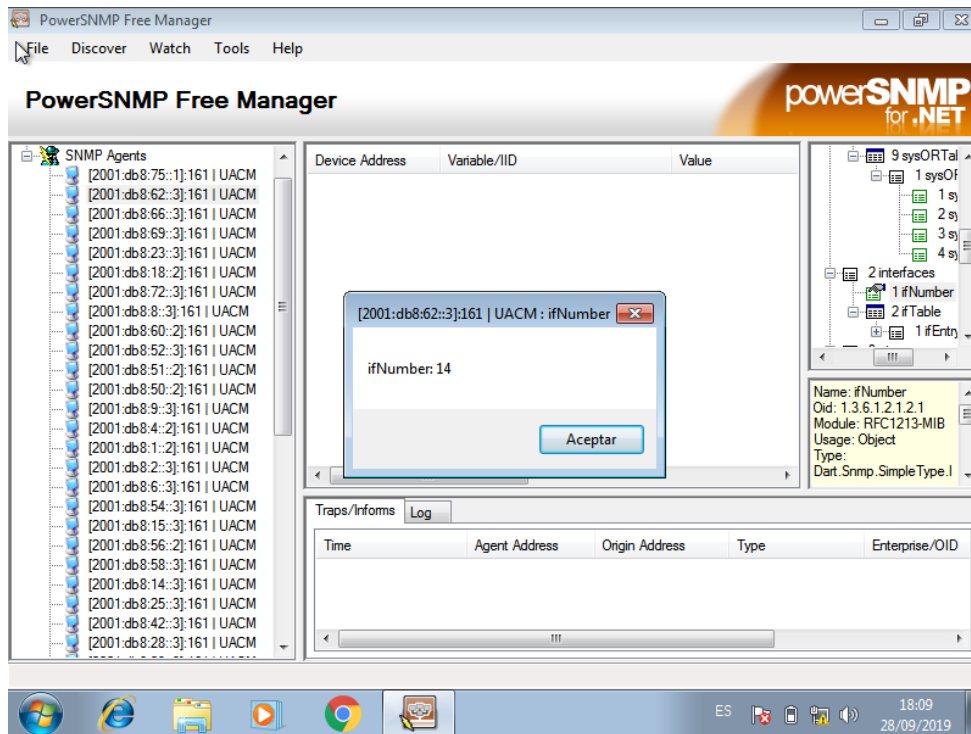 PowerSNMP Free Manager
File Discover Watch Tools Help
PowerSNMP Free Manager
powerSNMP
for .NET
SNMP Agents
[2001:db8:75::1]:161 | UACM
[2001:db8:62::3]:161 | UACM
[2001:db8:66::3]:161 | UACM
[2001:db8:69::3]:161 | UACM
[2001:db8:23::3]:161 | UACM
[2001:db8:18::2]:161 | UACM
[2001:db8:72::3]:161 | UACM
[2001:db8:8::3]:161 | UACM
[2001:db8:60::2]:161 | UACM
[2001:db8:52::3]:161 | UACM
[2001:db8:51::2]:161 | UACM
[2001:db8:50::2]:161 | UACM
[2001:db8:9::3]:161 | UACM
[2001:db8:4::2]:161 | UACM
[2001:db8:1::2]:161 | UACM
[2001:db8:2::3]:161 | UACM
[2001:db8:6::3]:161 | UACM
[2001:db8:54::3]:161 | UACM
[2001:db8:15::3]:161 | UACM
[2001:db8:56::2]:161 | UACM
[2001:db8:58::3]:161 | UACM
[2001:db8:14::3]:161 | UACM
[2001:db8:25::3]:161 | UACM
[2001:db8:42::3]:161 | UACM
[2001:db8:28::3]:161 | UACM
Device Address Variable/IID Value
[2001:db8:62::3]:161 | UACM : ifNumber
ifNumber: 14
Aceptar
9 sysORTal
1 sysOF
1 sy
2 sy
3 sy
4 sy
2 interfaces
1 ifNumber
2 ifTable
1 ifEntry
Name: ifNumber
Oid: 1.3.6.1.2.1.2.1
Module: RFC1213-MIB
Usage: Object
Type:
Dart.Snmp.SimpleType.I
Traps/Informs Log
Time Agent Address Origin Address Type Enterprise/OID
ES 18:09
28/09/2019